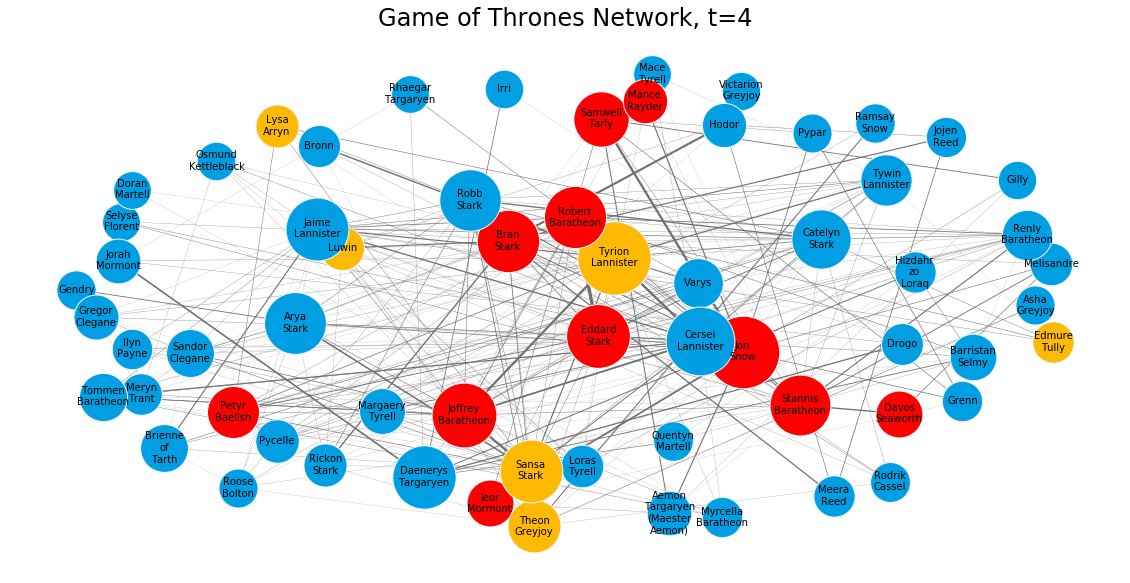 Game of Thrones Network, t=4
Mace
Tyrell
Mance
Rayder
Victarion
Greyjoy
Rhaegar
Targaryen
Irri
Samwell
Tarly
Hodor
Pypar
Ramsay
Snow
Jojen
Reed
Lysa
Arryn
Bronn
Osmund
Kettleblack
Tywin
Lannister
Gilly
Doran
Martell
Selyse
Florent
Robb
Stark
Robert
Baratheon
Jaime
Lannister
Luwin
Bran
Stark
Tyrion
Lannister
Catelyn
Stark
Renly
Baratheon
Melisandre
Jorah
Mormont
Hizdahr
zo
Loraq
Varys
Gendry
Gregor
Clegane
Asha
Greyjoy
Arya
Stark
Eddard
Stark
Cersei
Lannister
Jon
Snow
Drogo
Edmure
Tully
Ilyn
Payne
Sandor
Clegane
Barristan
Selmy
Tommen
Baratheon
Meryn
Trant
Petyr
Baelish
Margaery
Tyrell
Joffrey
Baratheon
Stannis
Baratheon
Davos
Seaworth
Grenn
Brienne
of
Tarth
Pycelle
Quentyn
Martell
Rickon
Stark
Daenerys
Targaryen
Sansa
Stark
Loras
Tyrell
Roose
Bolton
Jeor
Mormont
Theon
Greyjoy
Aemon
Targaryen
(Maester
Aemon)
Myrcella
Baratheon
Meera
Reed
Rodrik
Cassel